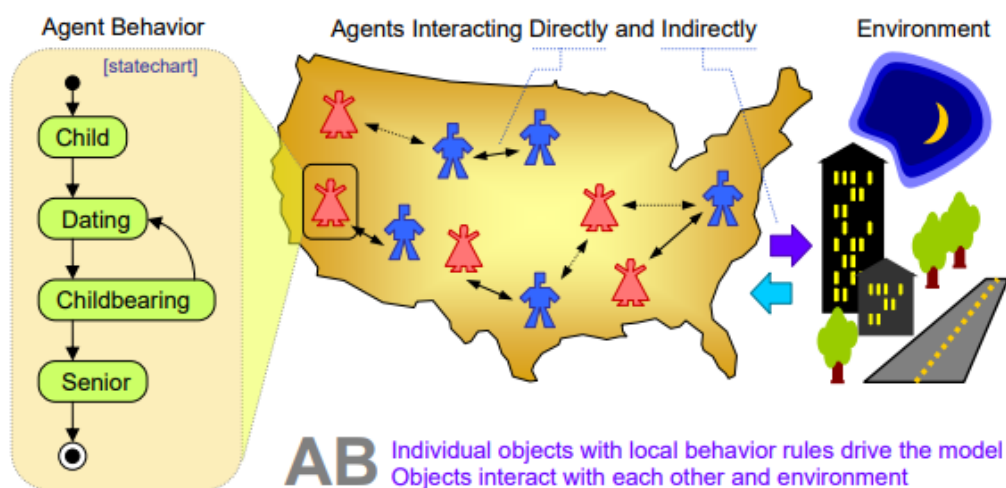 Agent Behavior
Agents Interacting Directly and Indirectly
Environment
[statechart]
Child
Dating
Childbearing
Senior
AB
Individual objects with local behavior rules drive the model
Objects interact with each other and environment